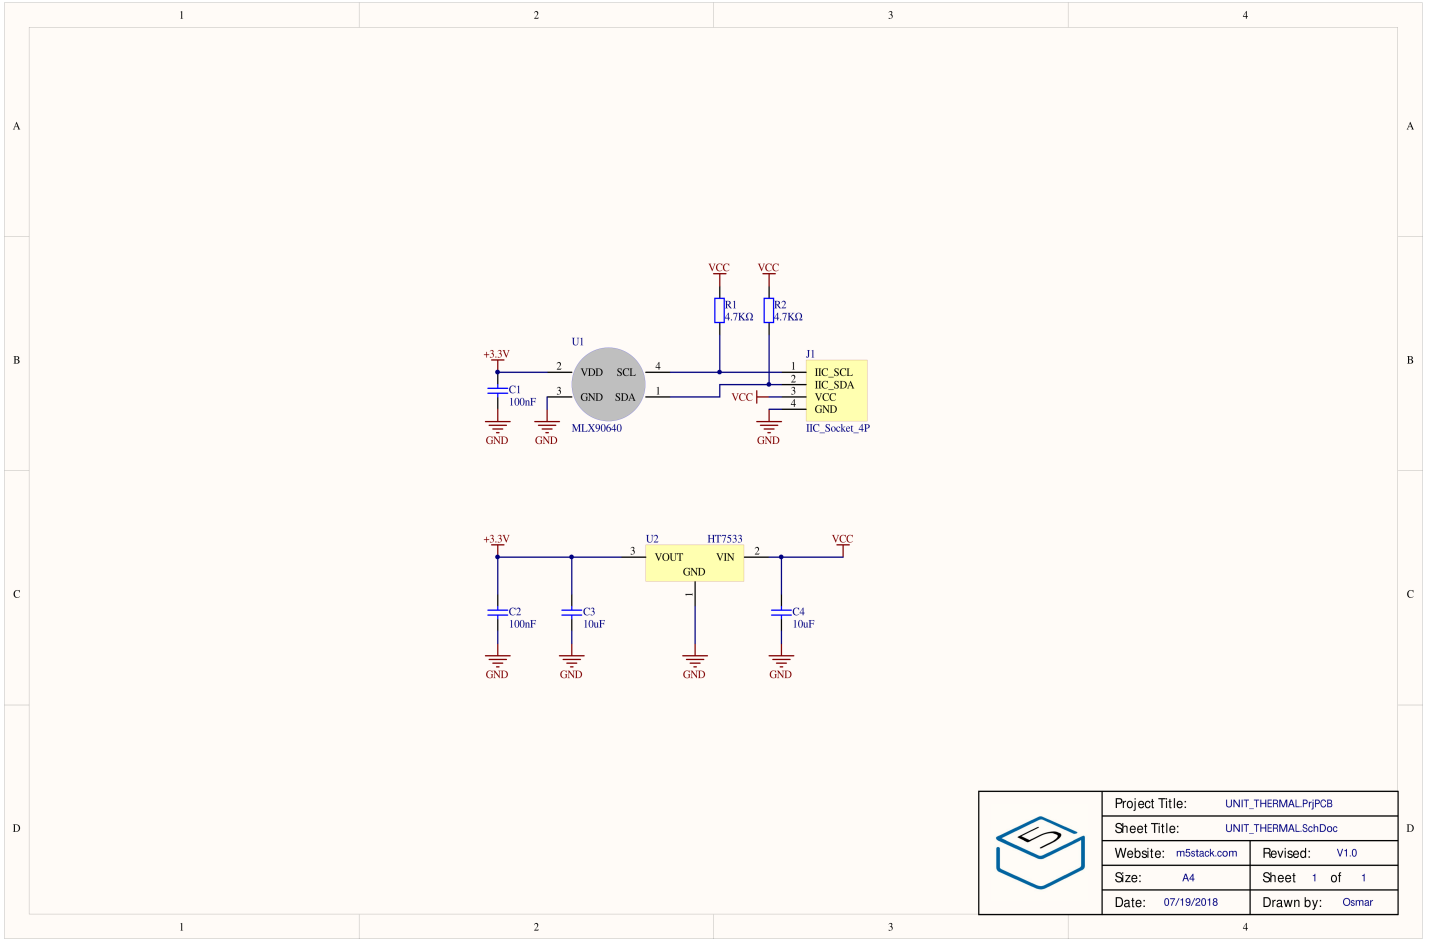 1 2 3 4
A A
VCC VCC
R1 R2
4.7KΩ 4.7KΩ
U1
+3.3V J1
B B
2 VDD SCL 4 1 IIC_SCL
2 IIC_SDA
C1
100nF
3 GND SDA 1 VCC 3 VCC
4 GND
MLX90640 IIC_Socket_4P
GND GND GND
+3.3V U2 HT7533 VCC
3 VOUT VIN 2
GND
1
C C
C2 C3 C4
100nF 10uF 10uF
GND GND GND GND
Project Title: UNIT_THERMAL.PrjPCB
D D
Sheet Title: UNIT_THERMAL.SchDoc
5
Website: m5stack.com Revised: V1.0
Size: A4 Sheet 1 of 1
Date: 07/19/2018 Drawn by: Osmar
1 2 3 4